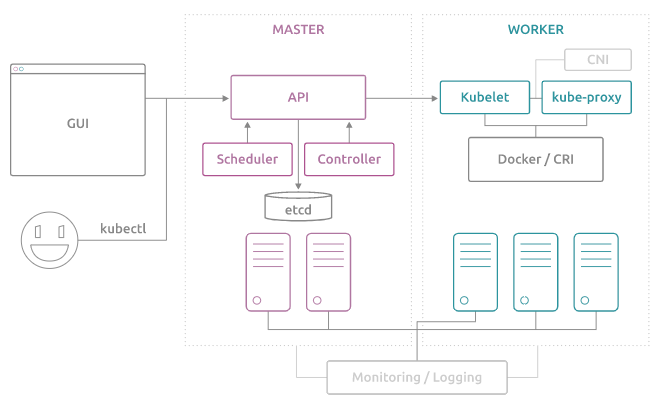 MASTER
WORKER
CNI
GUI
API
Kubelet
kube-proxy
Scheduler
Controller
Docker / CRI
etcd
kubectl
Monitoring / Logging